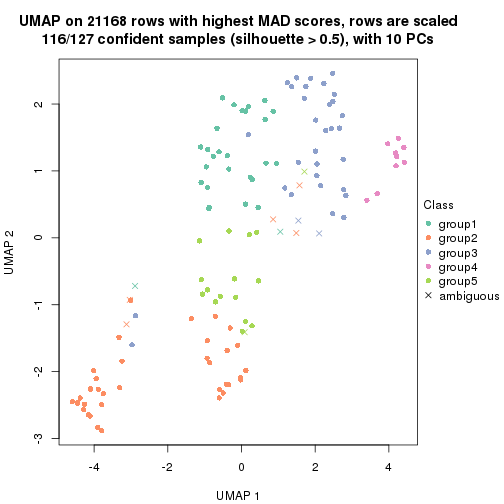 UMAP on 21168 rows with highest MAD scores, rows are scaled
116/127 confident samples (silhouette > 0.5), with 10 PCs
2
1
0
-1
-2
-3
UMAP 2
-4
-2
0
2
4
UMAP 1
Class
group1
group2
group3
group4
group5
ambiguous